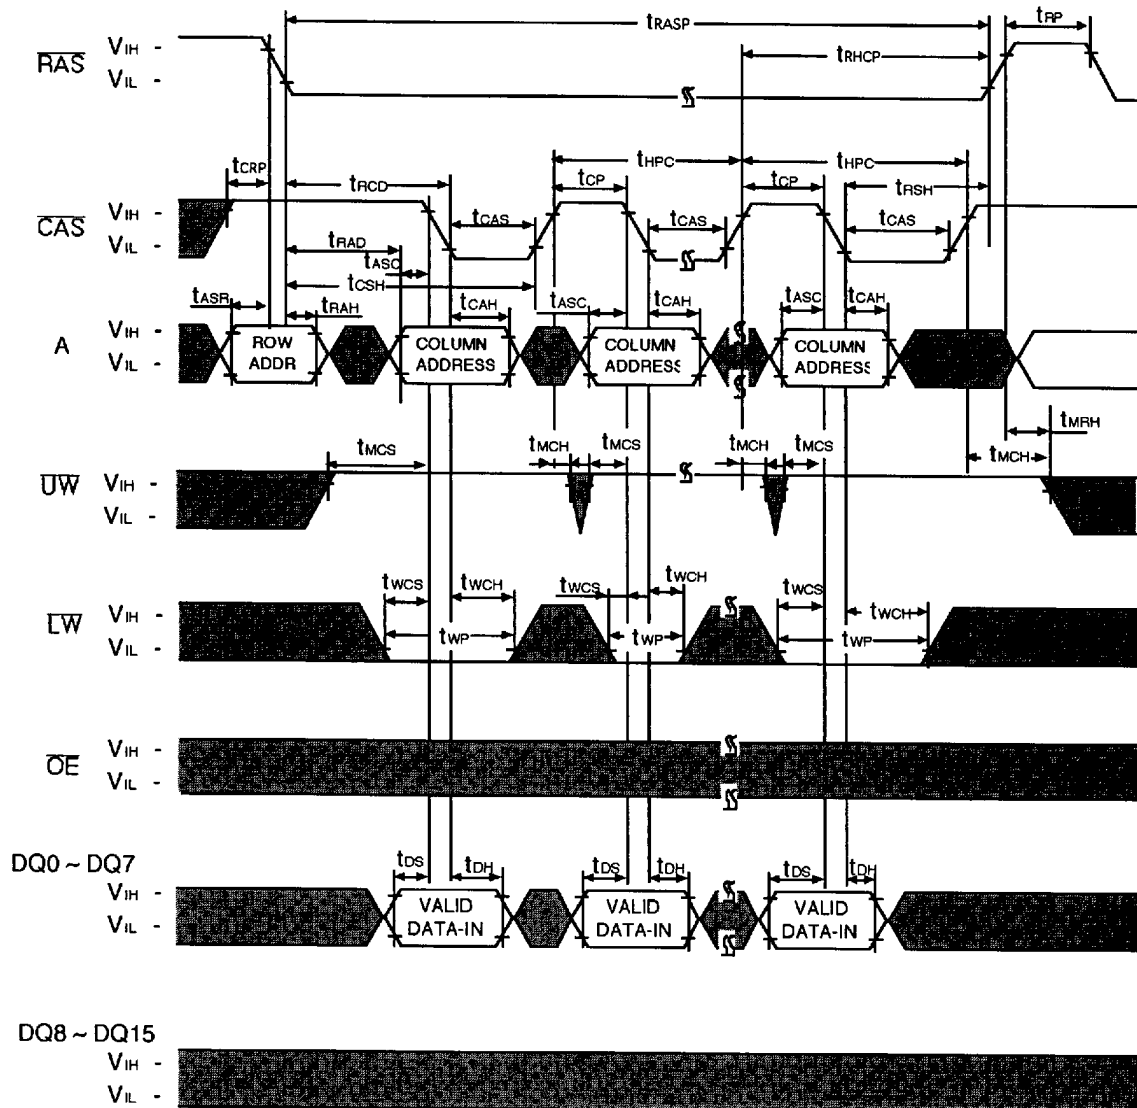 tRASP tRP
RAS VIH - tRHCP
VIL -
tCRP tHPC tHPC
tRCD tCP tCP tRSH
CAS VIH - tCAS tCAS tCAS
VIL - tRAD
tASC
tCSH
tASR tRAH tCAH tASC tCAH tASC tCAH
A VIH - ROW ADDR COLUMN ADDRESS COLUMN ADDRESS COLUMN ADDRESS
VIL -
tMRH
tMCS tMCH tMCS tMCH tMCS tMCH
UW VIH -
VIL -
tWCS tWCH tWCS tWCH tWCS tWCH
LW VIH -
VIL - tWP tWP tWP
OE VIH -
VIL -
DQ0 ~ DQ7 tDS tDH tDS tDH tDS tDH
VIH - VALID DATA-IN VALID DATA-IN VALID DATA-IN
VIL -
DQ8 ~ DQ15
VIH -
VIL -